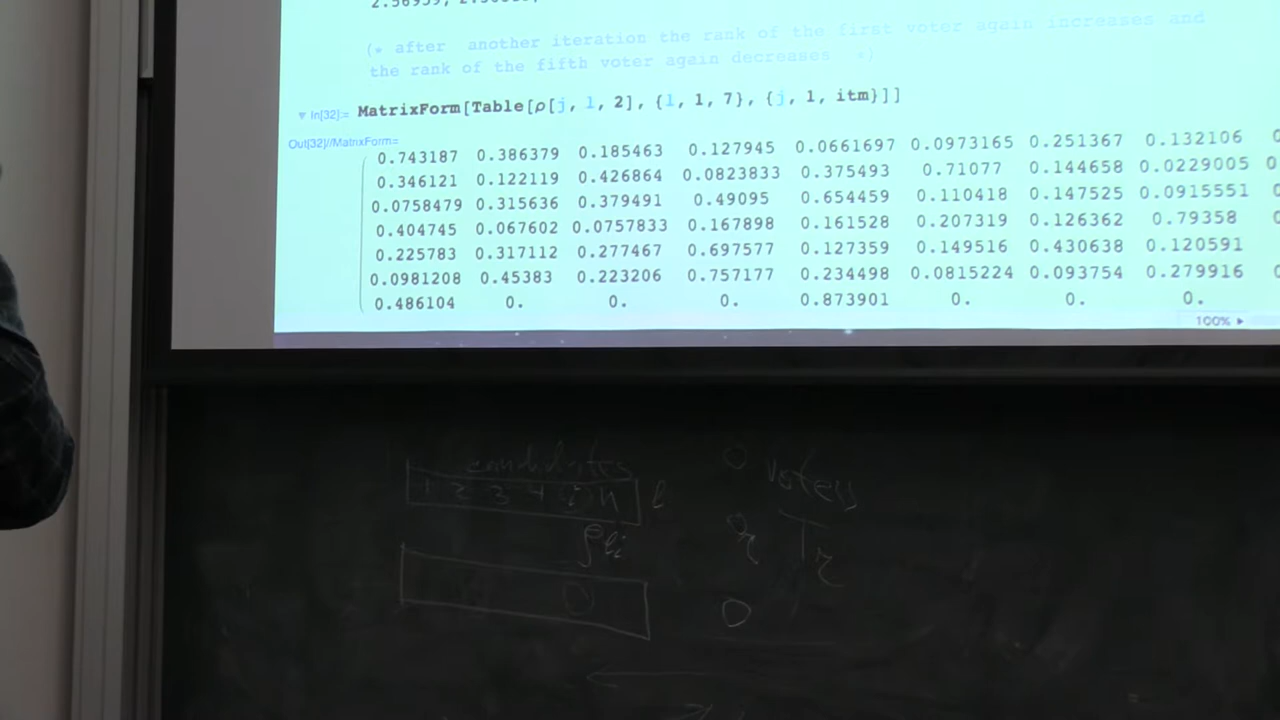 (* after another iteration the rank of the first voter again increases and
the rank of the fifth voter again decreases *)
In[32]:= MatrixForm[Table[ρ[j, l, 2], {l, 1, 7}, {j, 1, itm}]]
Out[32]//MatrixForm=
0.743187 0.386379 0.185463 0.127945 0.0661697 0.0973165 0.251367 0.132106
0.346121 0.122119 0.426864 0.0823833 0.375493 0.71077 0.144658 0.0229005
0.0758479 0.315636 0.379491 0.49095 0.654459 0.110418 0.147525 0.0915551
0.404745 0.067602 0.0757833 0.167898 0.161528 0.207319 0.126362 0.79358
0.225783 0.317112 0.277467 0.697577 0.127359 0.149516 0.430638 0.120591
0.0981208 0.45383 0.223206 0.757177 0.234498 0.0815224 0.093754 0.279916
0.486104 0. 0. 0. 0.873901 0. 0. 0.
100%
candidates
1 2 3 4 i n l
ρli
voters
r Tr